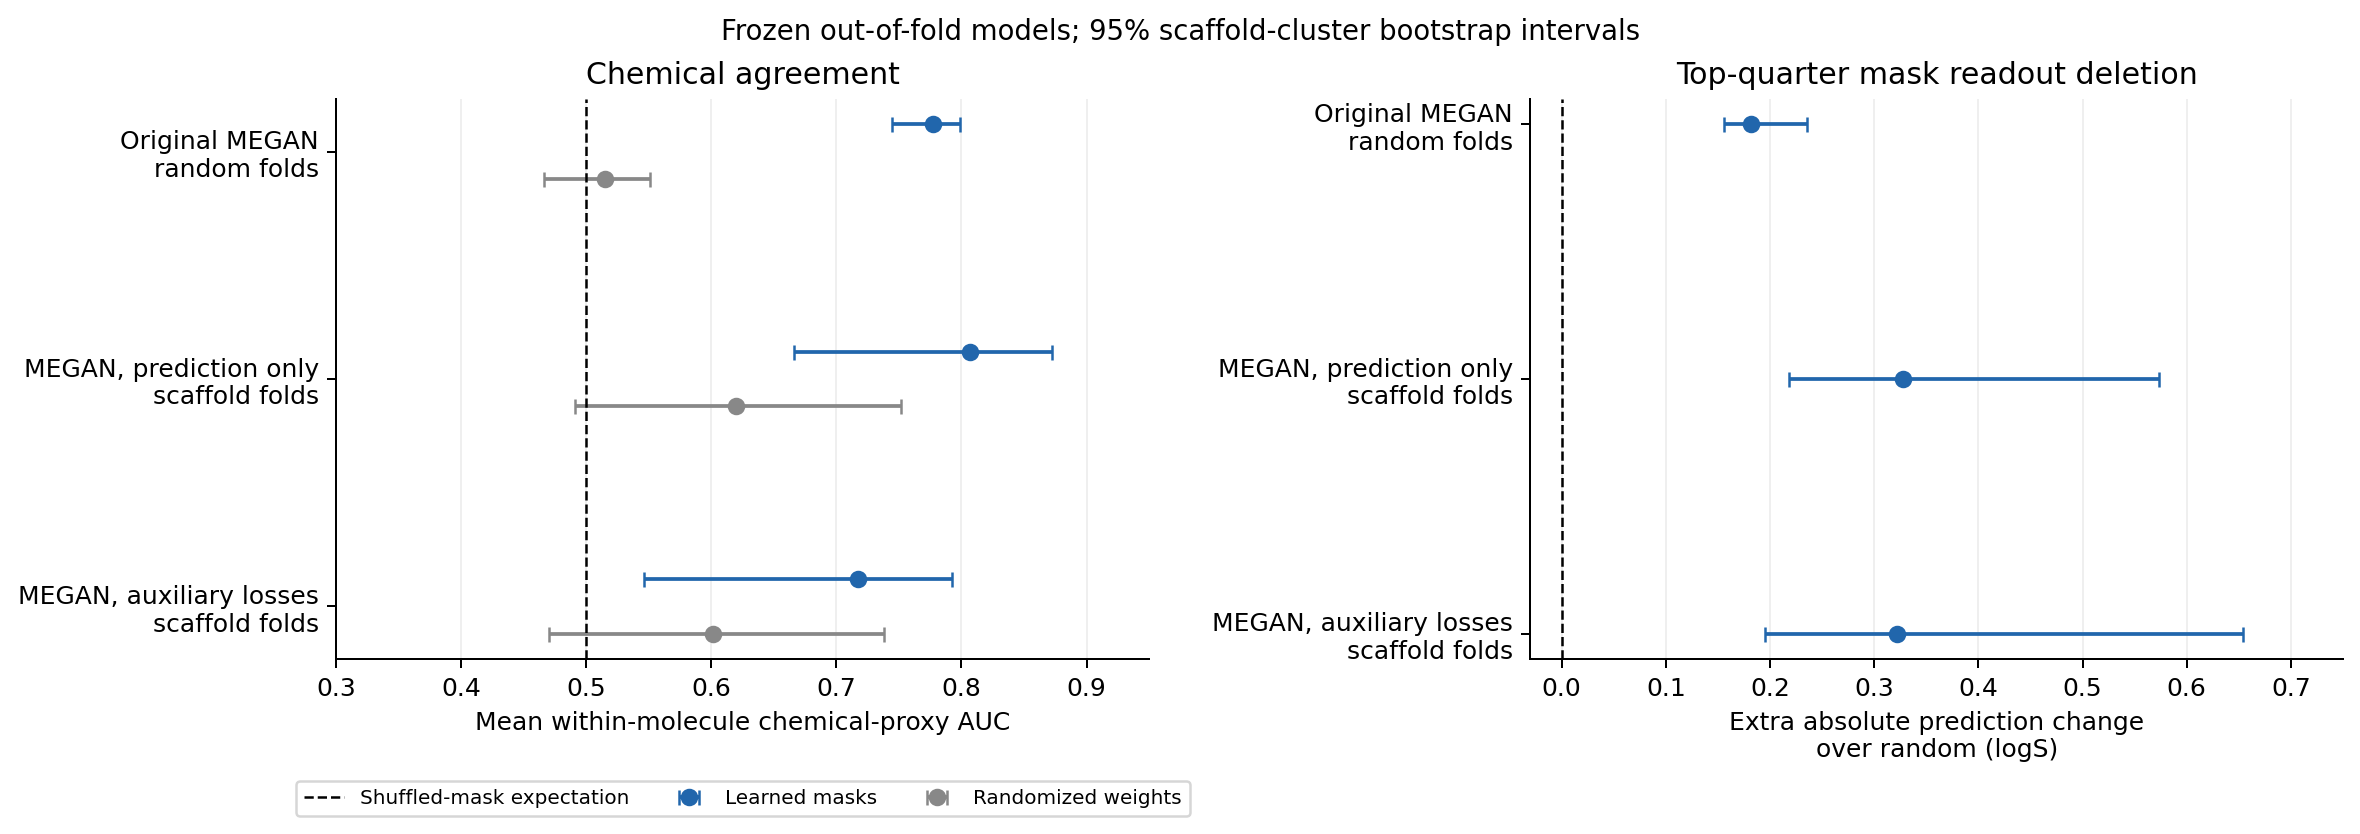 Frozen out-of-fold models; 95% scaffold-cluster bootstrap intervals
Chemical agreement
Original MEGAN
random folds
MEGAN, prediction only
scaffold folds
MEGAN, auxiliary losses
scaffold folds
0.3 0.4 0.5 0.6 0.7 0.8 0.9
Mean within-molecule chemical-proxy AUC
Top-quarter mask readout deletion
Original MEGAN
random folds
MEGAN, prediction only
scaffold folds
MEGAN, auxiliary losses
scaffold folds
0.0 0.1 0.2 0.3 0.4 0.5 0.6 0.7
Extra absolute prediction change
over random (logS)
Shuffled-mask expectation Learned masks Randomized weights